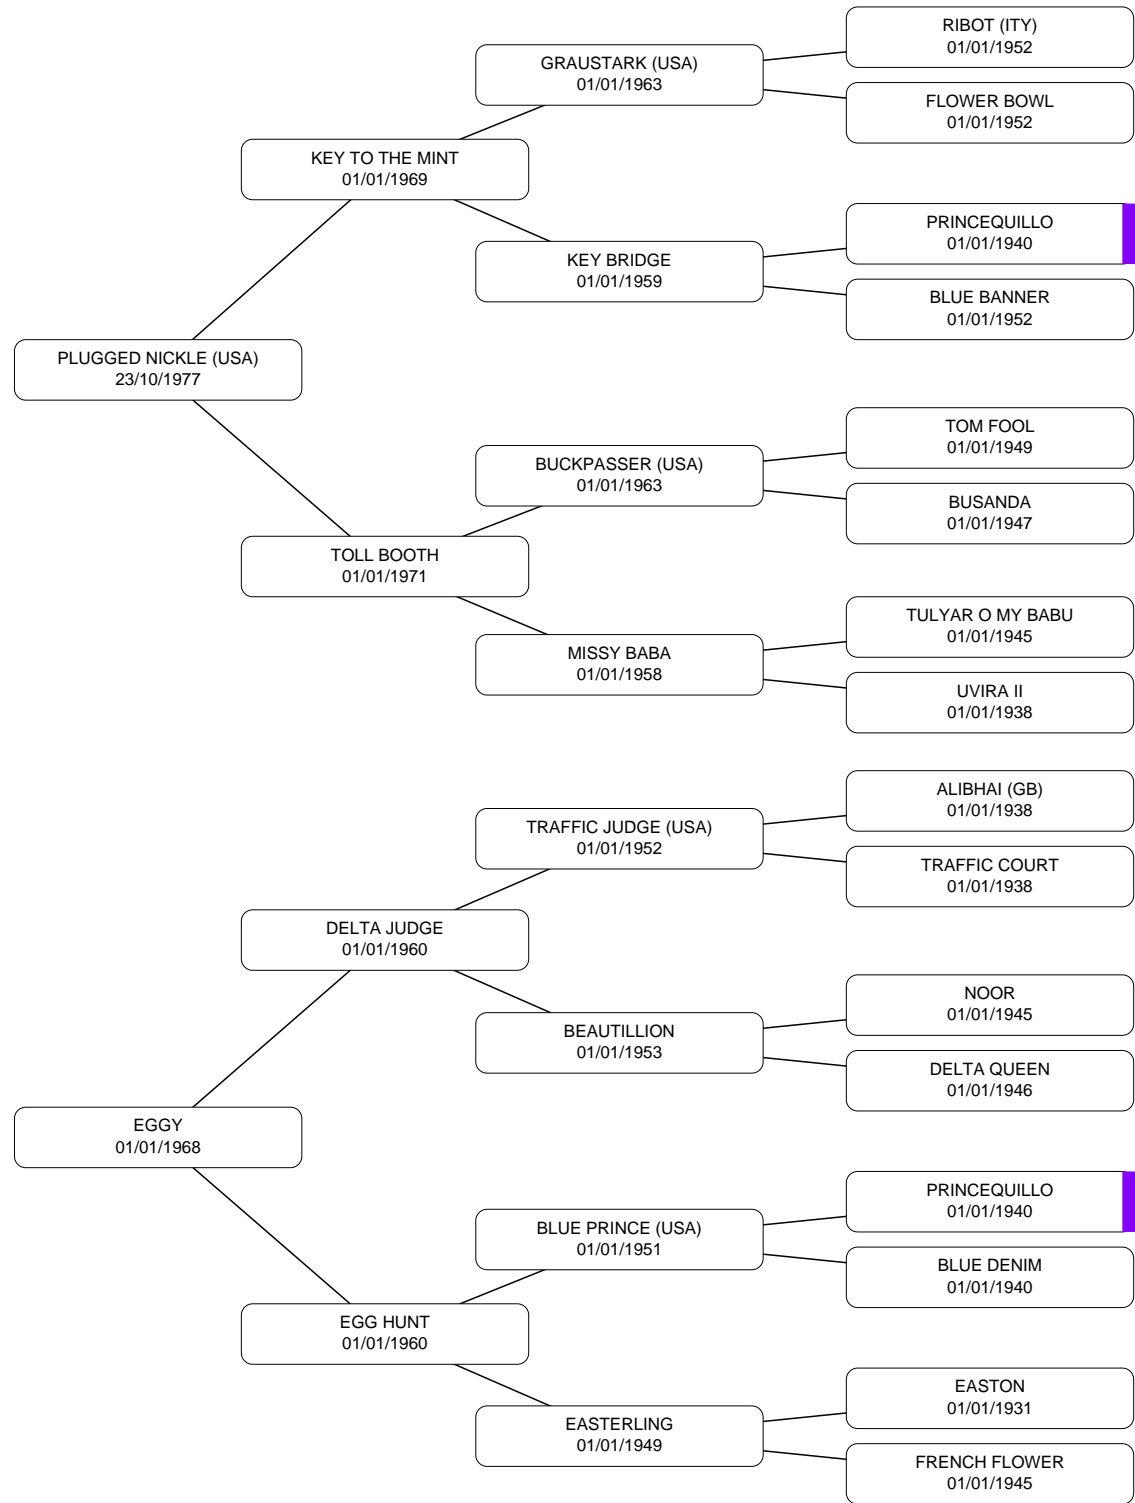 RIBOT (ITY)
01/01/1952
GRAUSTARK (USA)
01/01/1963
FLOWER BOWL
01/01/1952
KEY TO THE MINT
01/01/1969
PRINCEQUILLO
01/01/1940
KEY BRIDGE
01/01/1959
BLUE BANNER
01/01/1952
PLUGGED NICKLE (USA)
23/10/1977
TOM FOOL
01/01/1949
BUCKPASSER (USA)
01/01/1963
BUSANDA
01/01/1947
TOLL BOOTH
01/01/1971
TULYAR O MY BABU
01/01/1945
MISSY BABA
01/01/1958
UVIRA II
01/01/1938
ALIBHAI (GB)
01/01/1938
TRAFFIC JUDGE (USA)
01/01/1952
TRAFFIC COURT
01/01/1938
DELTA JUDGE
01/01/1960
NOOR
01/01/1945
BEAUTILLION
01/01/1953
DELTA QUEEN
01/01/1946
EGGY
01/01/1968
PRINCEQUILLO
01/01/1940
BLUE PRINCE (USA)
01/01/1951
BLUE DENIM
01/01/1940
EGG HUNT
01/01/1960
EASTON
01/01/1931
EASTERLING
01/01/1949
FRENCH FLOWER
01/01/1945